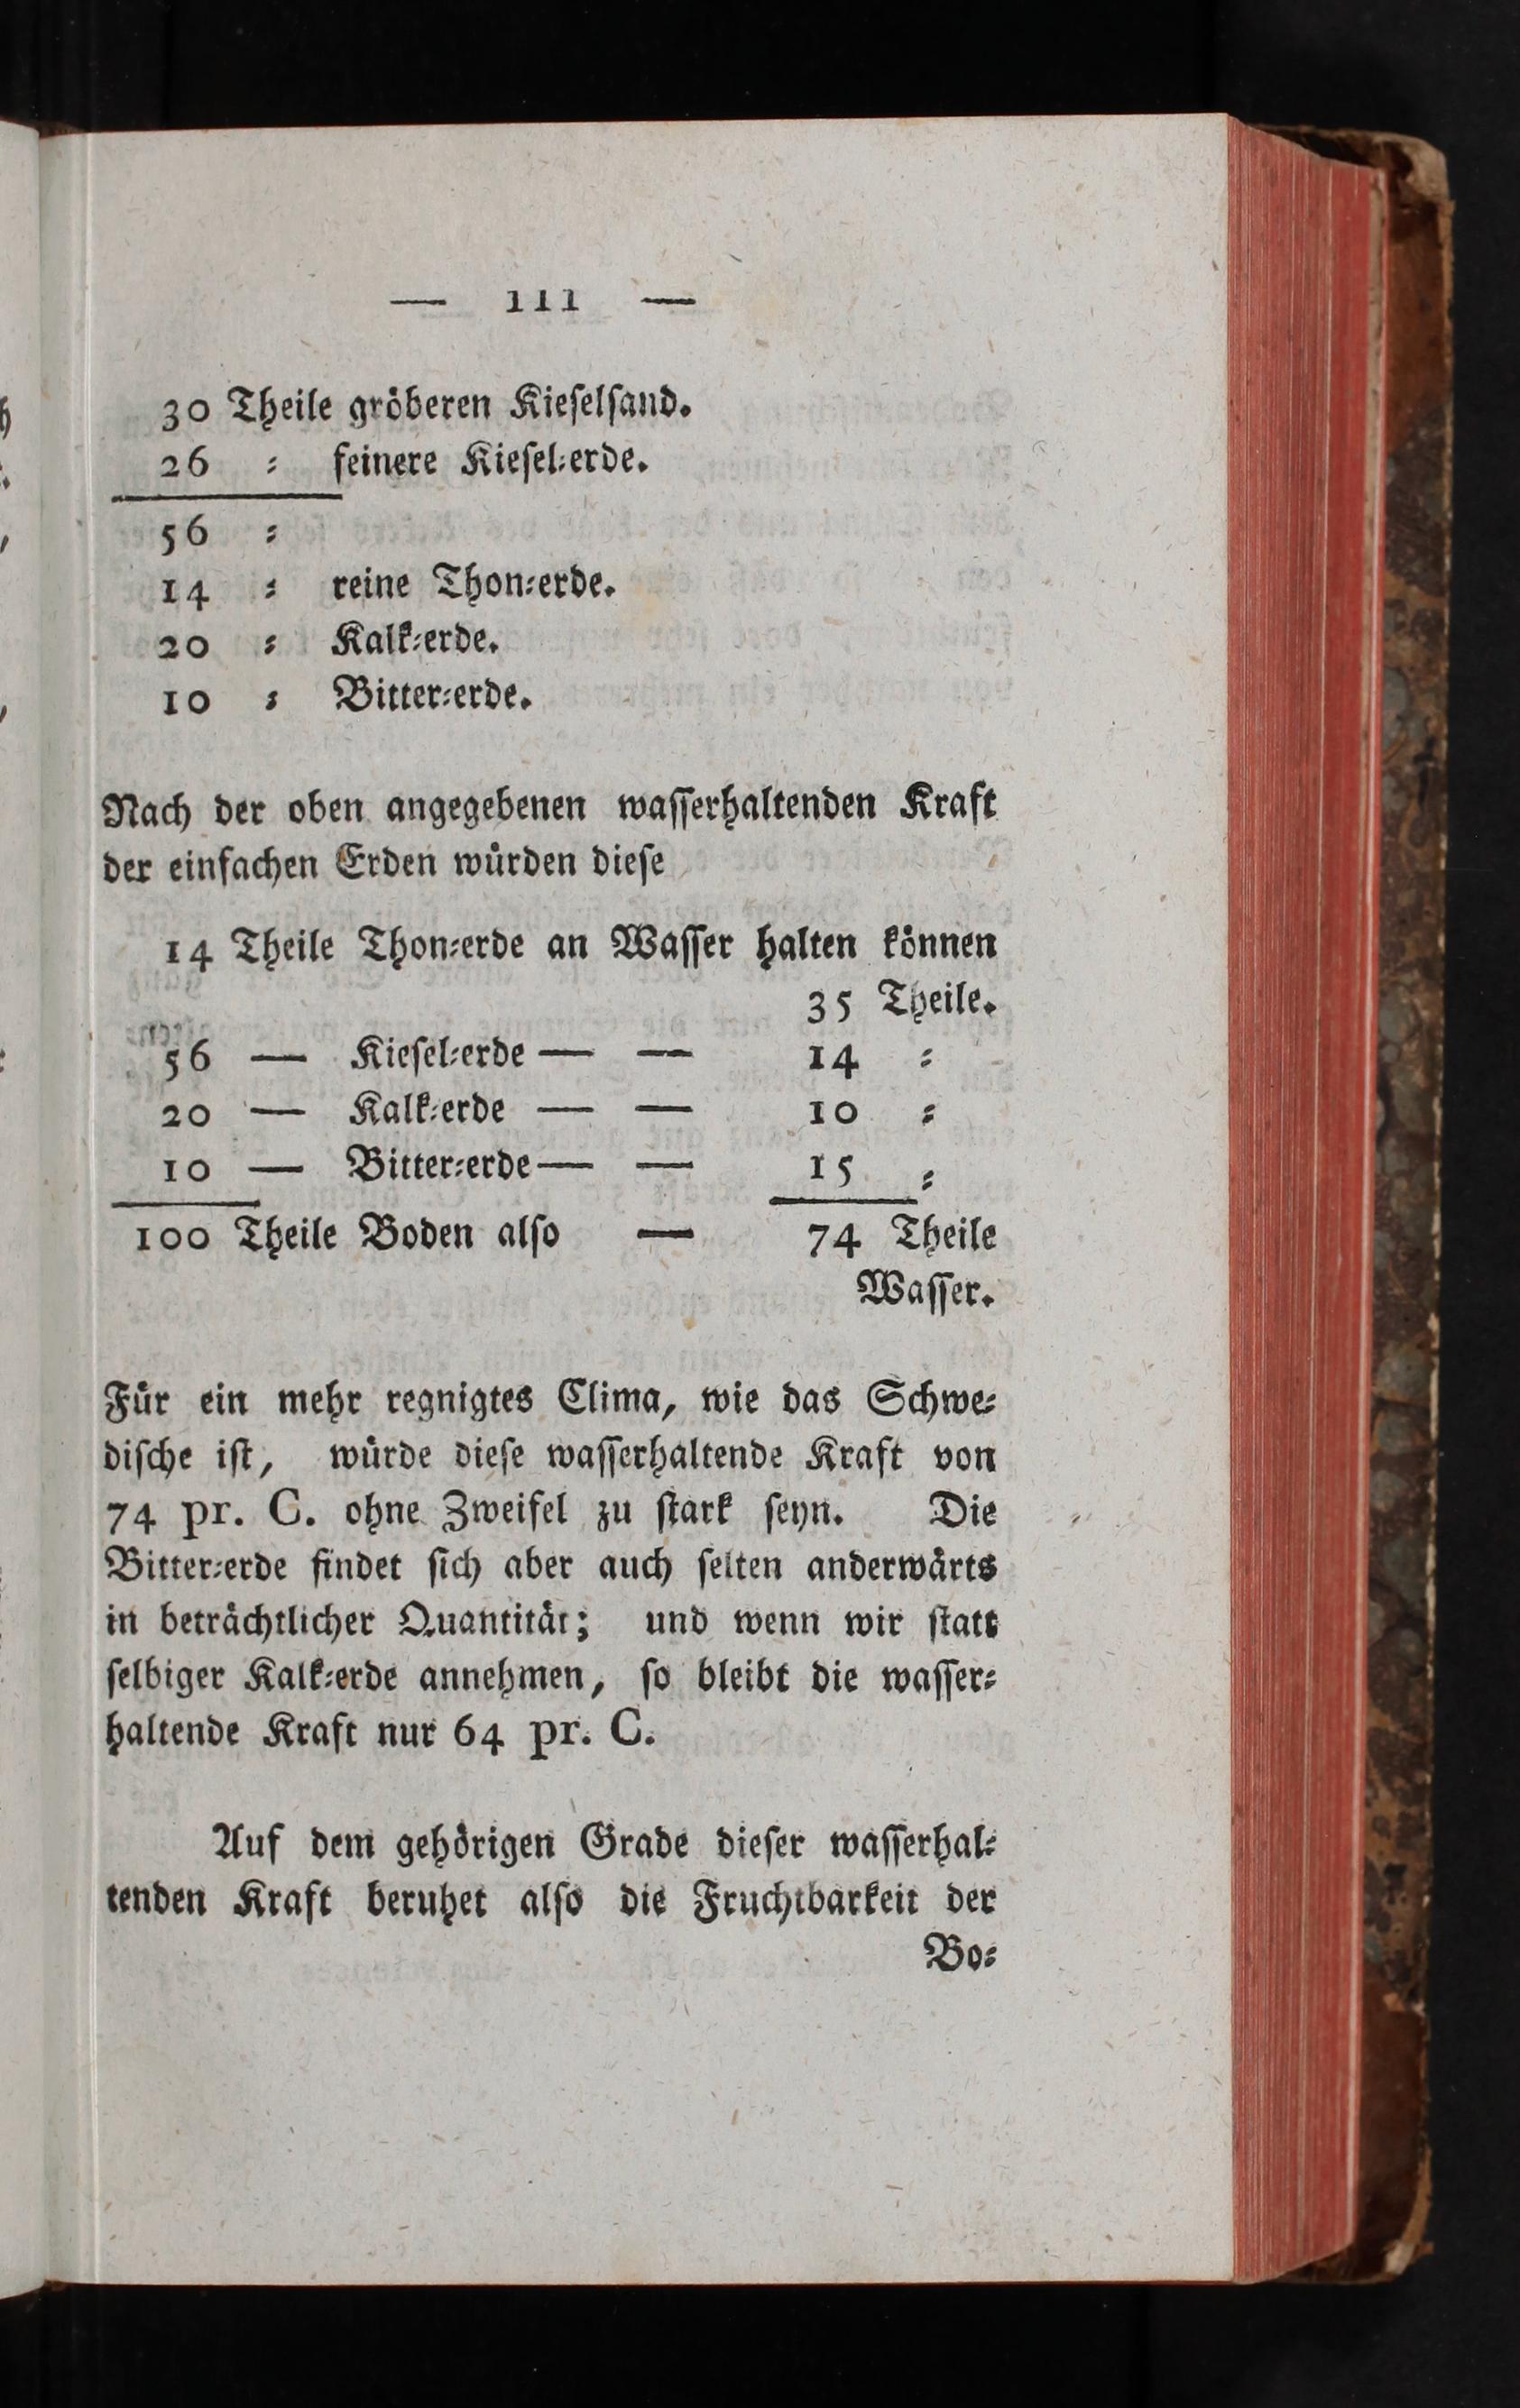 — 111 —
30 Theile gröberen Kieſelſand.
26 ⸗ feinere Kieſel⸗erde.
56 ⸗
14 ⸗ reine Thon⸗erde.
20 ⸗ Kalk⸗erde.
10 ⸗ Bitter⸗erde.
Nach der oben angegebenen waſſerhaltenden Kraft
der einfachen Erden würden dieſe
14 Theile Thon⸗erde an Waſſer halten können
35 Theile.
56 — Kieſel⸗erde — — 14 ⸗
20 — Kalk⸗erde — — 10 ⸗
10 — Bitter⸗erde — — 15 ⸗
100 Theile Boden alſo — 74 Theile
Waſſer.
Für ein mehr regnigtes Clima, wie das Schwe⸗
diſche iſt, würde dieſe waſſerhaltende Kraft von
74 pr. C. ohne Zweifel zu ſtark ſeyn. Die
Bitter⸗erde findet ſich aber auch ſelten anderwärts
in beträchtlicher Quantität; und wenn wir ſtatt
ſelbiger Kalk⸗erde annehmen, ſo bleibt die waſſer⸗
haltende Kraft nur 64 pr. C.
Auf dem gehörigen Grade dieſer waſſerhal⸗
tenden Kraft beruhet alſo die Fruchtbarkeit der
Bo⸗